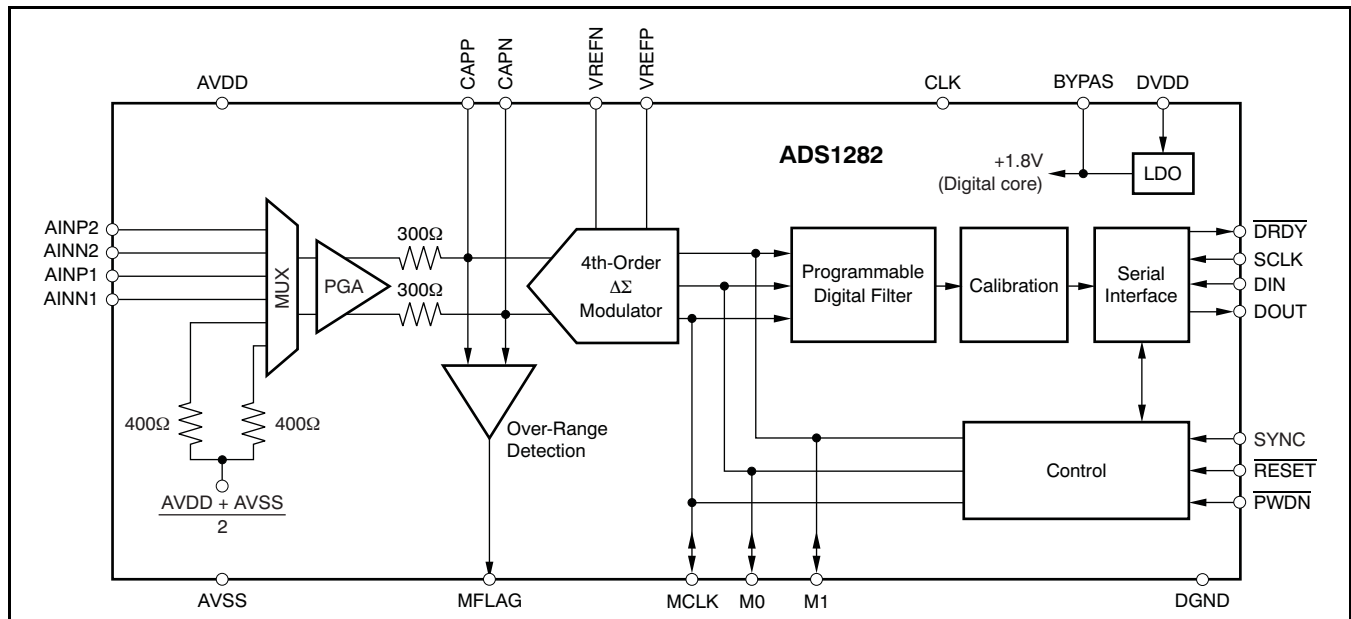 AVDD
CAPP
CAPN
VREFN
VREFP
CLK
BYPAS
DVDD
ADS1282
+1.8V
(Digital core)
LDO
AINP2
AINN2
AINP1
AINN1
MUX
PGA
300Ω
300Ω
4th-Order
ΔΣ
Modulator
Programmable
Digital Filter
Calibration
Serial
Interface
DRDY
SCLK
DIN
DOUT
400Ω
400Ω
AVDD + AVSS
2
Over-Range
Detection
Control
SYNC
RESET
PWDN
AVSS
MFLAG
MCLK
M0
M1
DGND